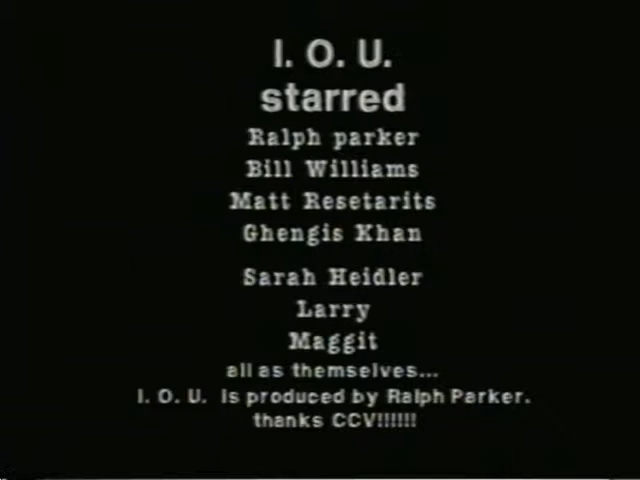 I. O. U.
starred
Ralph parker
Bill Williams
Matt Resetarits
Ghengis Khan
Sarah Heidler
Larry
Maggit
all as themselves...
I. O. U. is produced by Ralph Parker.
thanks CCV!!!!!!